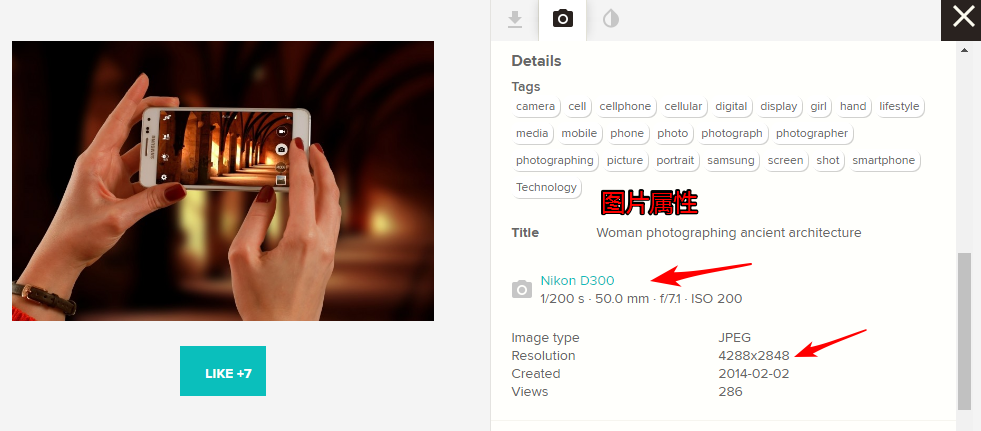 Details
Tags
camera cell cellphone cellular digital display girl hand lifestyle
media mobile phone photo photograph photographer
photographing picture portrait samsung screen shot smartphone
Technology
图片属性
Title Woman photographing ancient architecture
Nikon D300
1/200 s · 50.0 mm · f/7.1 · ISO 200
Image type JPEG
Resolution 4288x2848
Created 2014-02-02
Views 286
SAMSUNG
LIKE +7